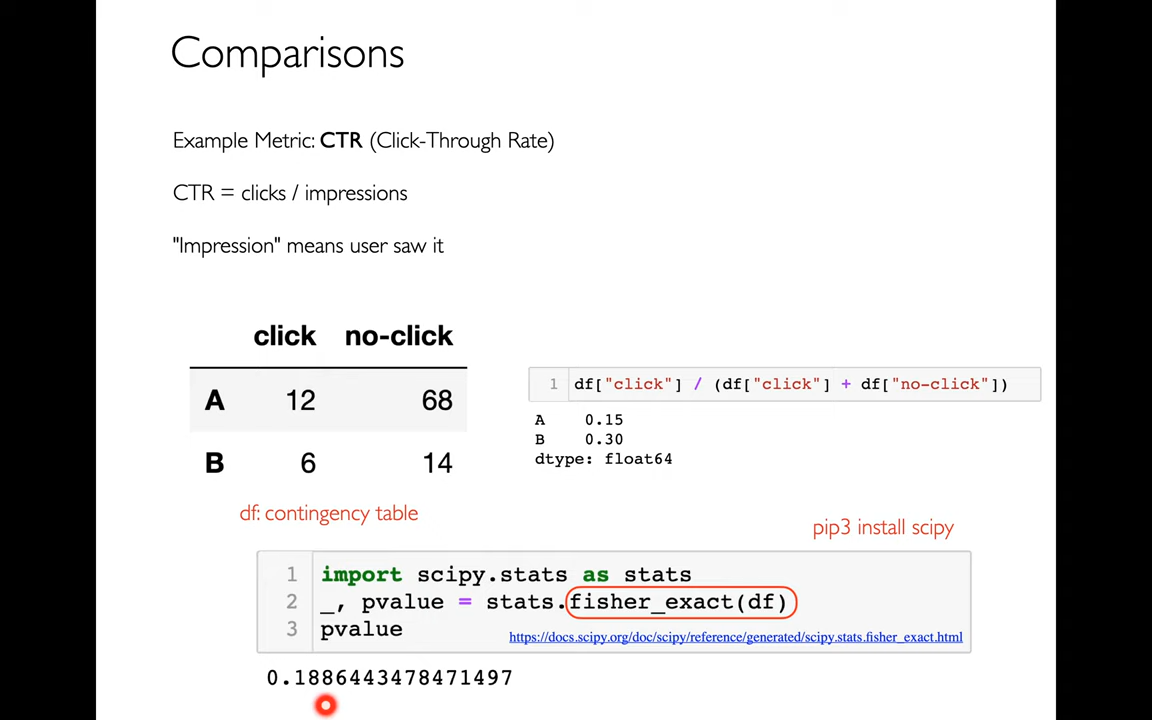 Comparisons
Example Metric: CTR (Click-Through Rate)
CTR = clicks / impressions
"Impression" means user saw it
click no-click
A 12 68
B 6 14
df: contingency table
1 df["click"] / (df["click"] + df["no-click"])
A 0.15
B 0.30
dtype: float64
pip3 install scipy
1 import scipy.stats as stats
2 _, pvalue = stats.fisher_exact(df)
3 pvalue
https://docs.scipy.org/doc/scipy/reference/generated/scipy.stats.fisher_exact.html
0.1886443478471497